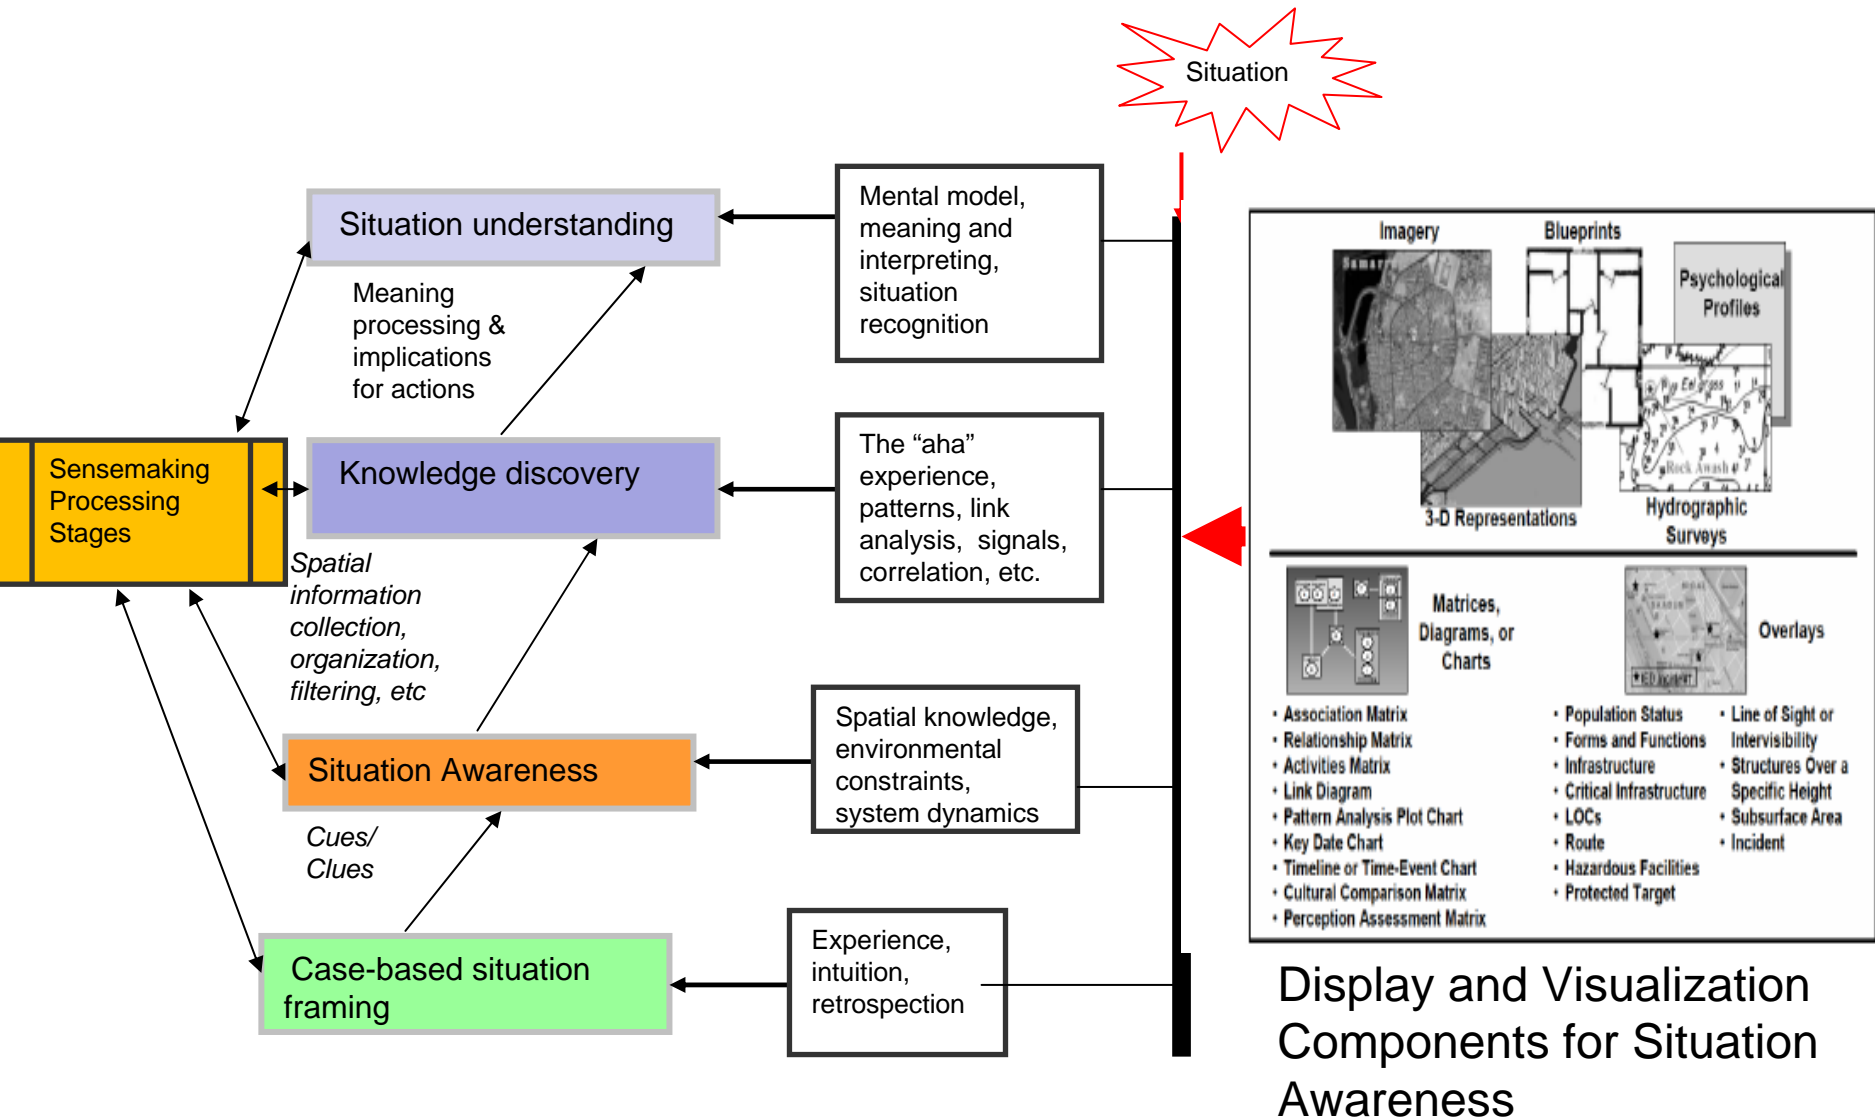 Situation
Situation understanding
Meaning
processing &
implications
for actions
Mental model,
meaning and
interpreting,
situation
recognition
Sensemaking
Processing
Stages
Knowledge discovery
The “aha”
experience,
patterns, link
analysis, signals,
correlation, etc.
Spatial
information
collection,
organization,
filtering, etc
Situation Awareness
Spatial knowledge,
environmental
constraints,
system dynamics
Cues/
Clues
Case-based situation
framing
Experience,
intuition,
retrospection
Imagery
Blueprints
Psychological
Profiles
Samar
Eel grass
Rock Awash
3-D Representations
Hydrographic
Surveys
Matrices,
Diagrams, or
Charts
Overlays
• Association Matrix
• Relationship Matrix
• Activities Matrix
• Link Diagram
• Pattern Analysis Plot Chart
• Key Date Chart
• Timeline or Time-Event Chart
• Cultural Comparison Matrix
• Perception Assessment Matrix
• Population Status
• Forms and Functions
• Infrastructure
• Critical Infrastructure
• LOCs
• Route
• Hazardous Facilities
• Protected Target
• Line of Sight or
Intervisibility
• Structures Over a
Specific Height
• Subsurface Area
• Incident
Display and Visualization
Components for Situation
Awareness